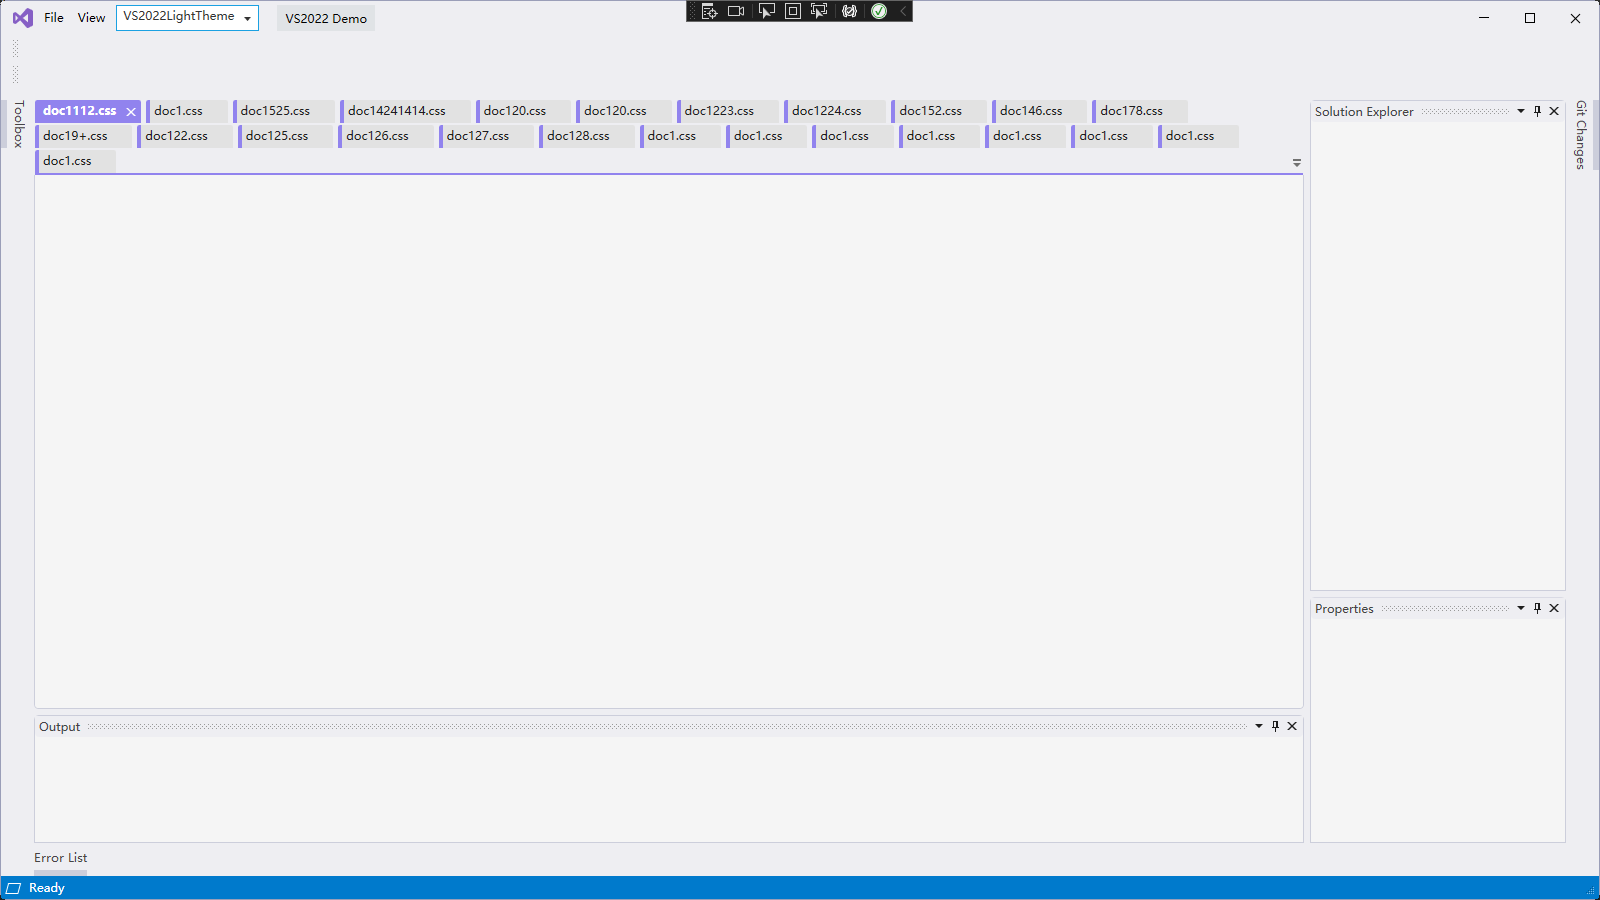 File View VS2022LightTheme VS2022 Demo
Toolbox
doc1112.css doc1.css doc1525.css doc14241414.css doc120.css doc120.css doc1223.css doc1224.css doc152.css doc146.css doc178.css
doc19+.css doc122.css doc125.css doc126.css doc127.css doc128.css doc1.css doc1.css doc1.css doc1.css doc1.css doc1.css doc1.css
doc1.css
Solution Explorer
Git Changes
Properties
Output
Error List
Ready